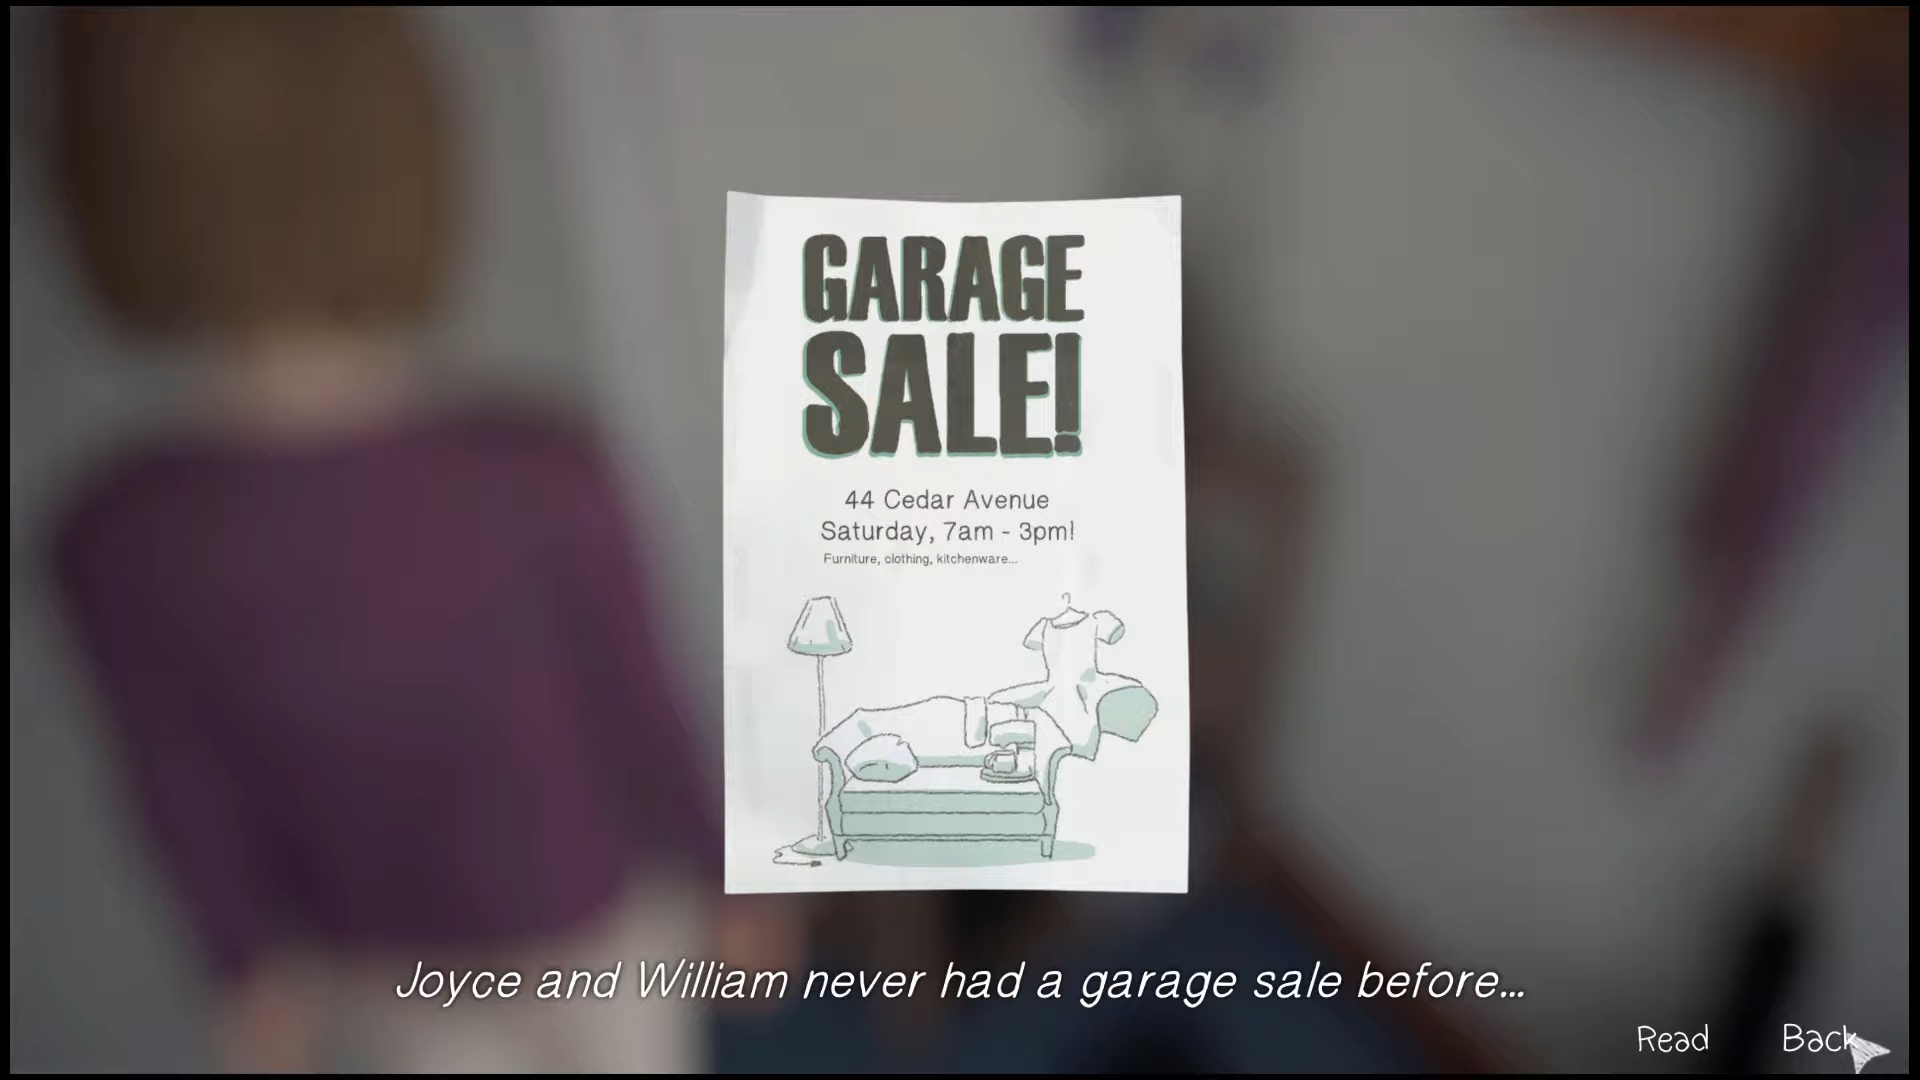 GARAGE
SALE!
44 Cedar Avenue
Saturday, 7am - 3pm!
Furniture, clothing, kitchenware...
Joyce and William never had a garage sale before...
Read Back